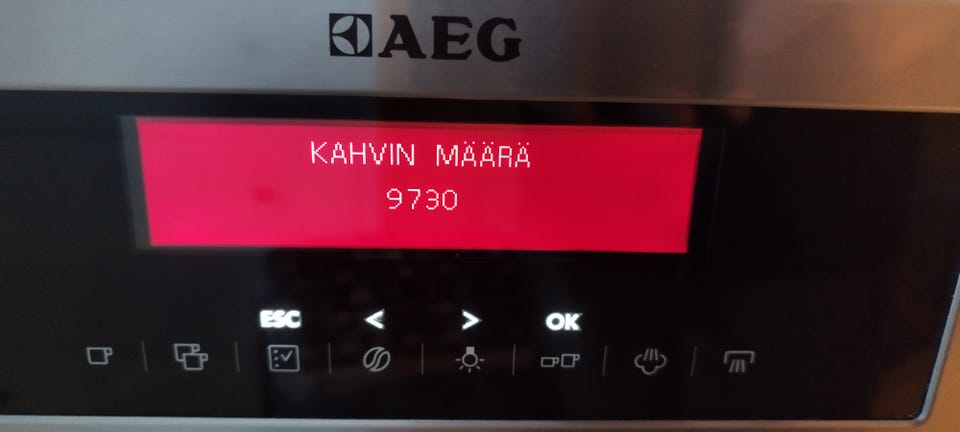 AEG
KAHVIN MÄÄRÄ
9730
ESC < > OK